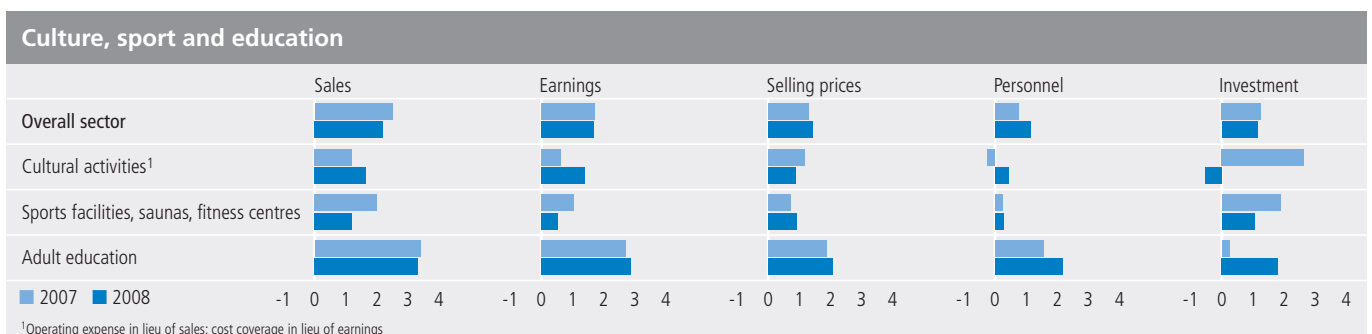 Culture, sport and education
Sales Earnings Selling prices Personnel Investment
Overall sector
Cultural activities1
Sports facilities, saunas, fitness centres
Adult education
2007 2008 -1 0 1 2 3 4 -1 0 1 2 3 4 -1 0 1 2 3 4 -1 0 1 2 3 4 -1 0 1 2 3 4
1Operating expense in lieu of sales; cost coverage in lieu of earnings